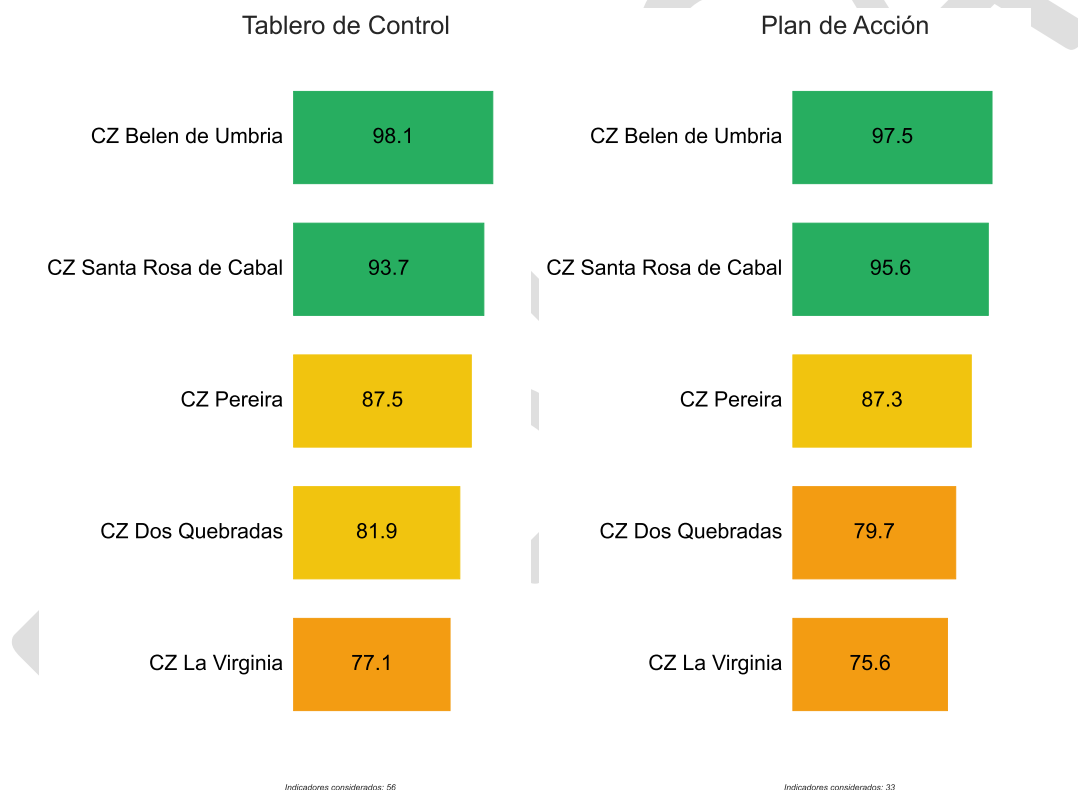 Tablero de Control
CZ Belen de Umbria 98.1
CZ Santa Rosa de Cabal 93.7
CZ Pereira 87.5
CZ Dos Quebradas 81.9
CZ La Virginia 77.1
Indicadores considerados: 56
Plan de Acción
CZ Belen de Umbria 97.5
CZ Santa Rosa de Cabal 95.6
CZ Pereira 87.3
CZ Dos Quebradas 79.7
CZ La Virginia 75.6
Indicadores considerados: 33